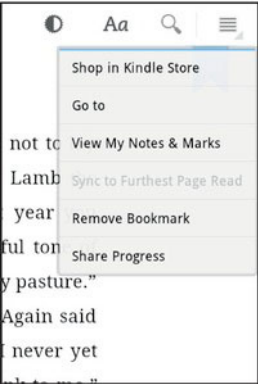 Aa
Shop in Kindle Store
Go to
View My Notes & Marks
Sync to Furthest Page Read
Remove Bookmark
Share Progress
not to
Lamb
year
ful
y pasture.”
Again said
I never yet